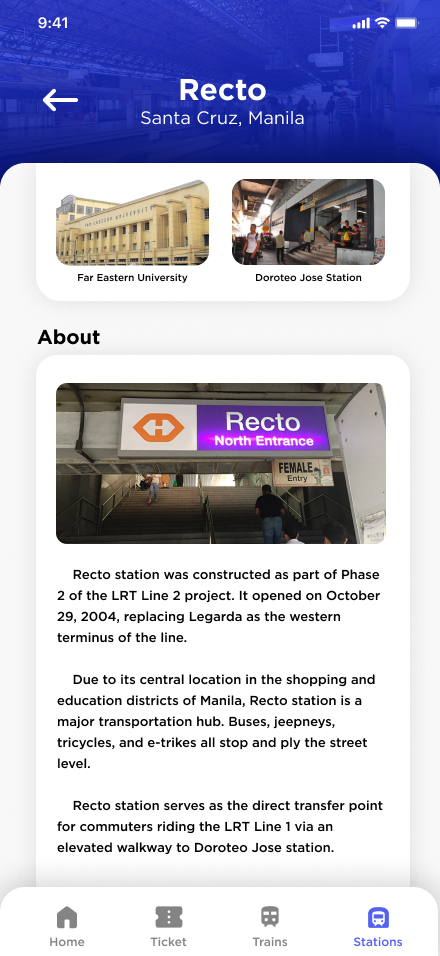 9:41
Recto
Santa Cruz, Manila
FAR EASTERN UNIVERSITY
Far Eastern University
Doroteo Jose Station
About
Recto
North Entrance
FEMALE
Entry
Recto station was constructed as part of Phase
2 of the LRT Line 2 project. It opened on October
29, 2004, replacing Legarda as the western
terminus of the line.
Due to its central location in the shopping and
education districts of Manila, Recto station is a
major transportation hub. Buses, jeepneys,
tricycles, and e-trikes all stop and ply the street
level.
Recto station serves as the direct transfer point
for commuters riding the LRT Line 1 via an
elevated walkway to Doroteo Jose station.
Home
Ticket
Trains
Stations